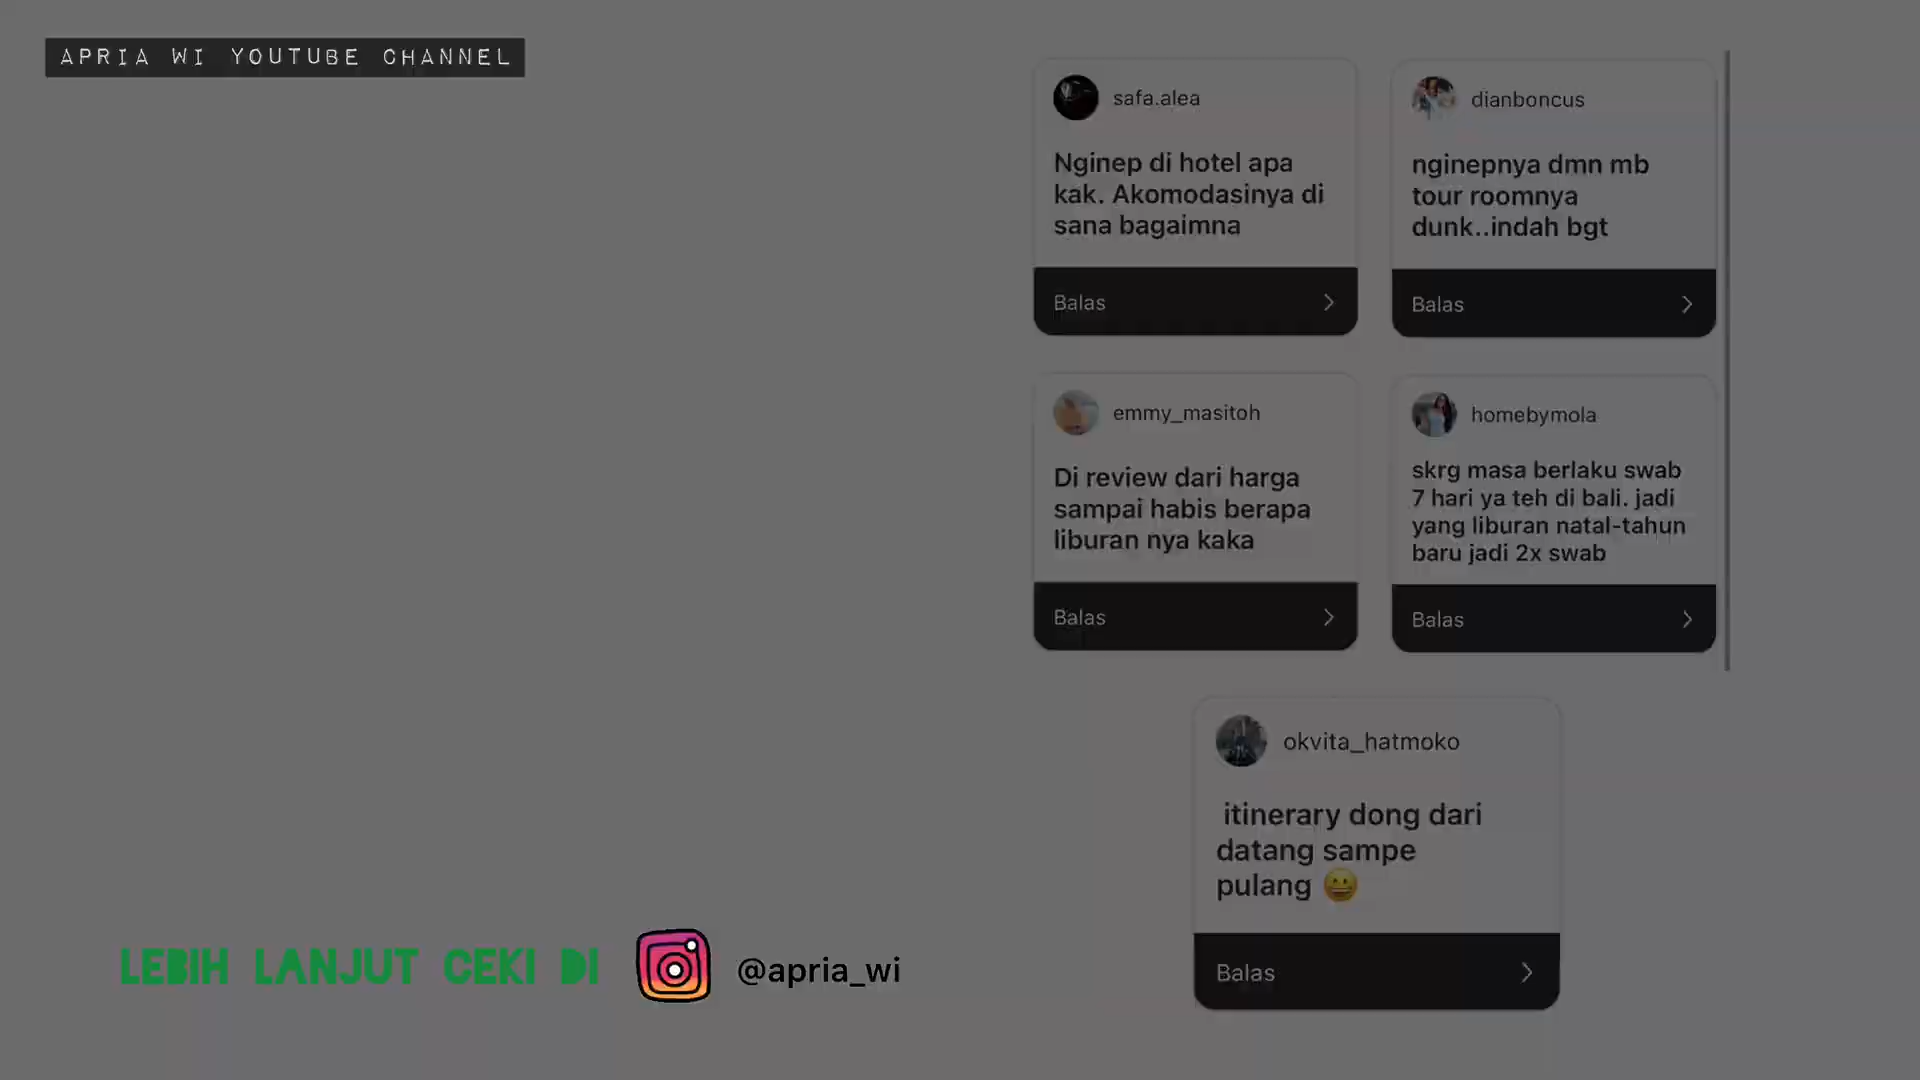 APRIA WI YOUTUBE CHANNEL
safa.alea
Nginep di hotel apa
kak. Akomodasinya di
sana bagaimna
Balas
dianboncus
nginepnya dmn mb
tour roomnya
dunk..indah bgt
Balas
emmy_masitoh
Di review dari harga
sampai habis berapa
liburan nya kaka
Balas
homebymola
skrg masa berlaku swab
7 hari ya teh di bali. jadi
yang liburan natal-tahun
baru jadi 2x swab
Balas
okvita_hatmoko
itinerary dong dari
datang sampe
pulang 😀
Balas
LEBIH LANJUT CEKI DI
@apria_wi